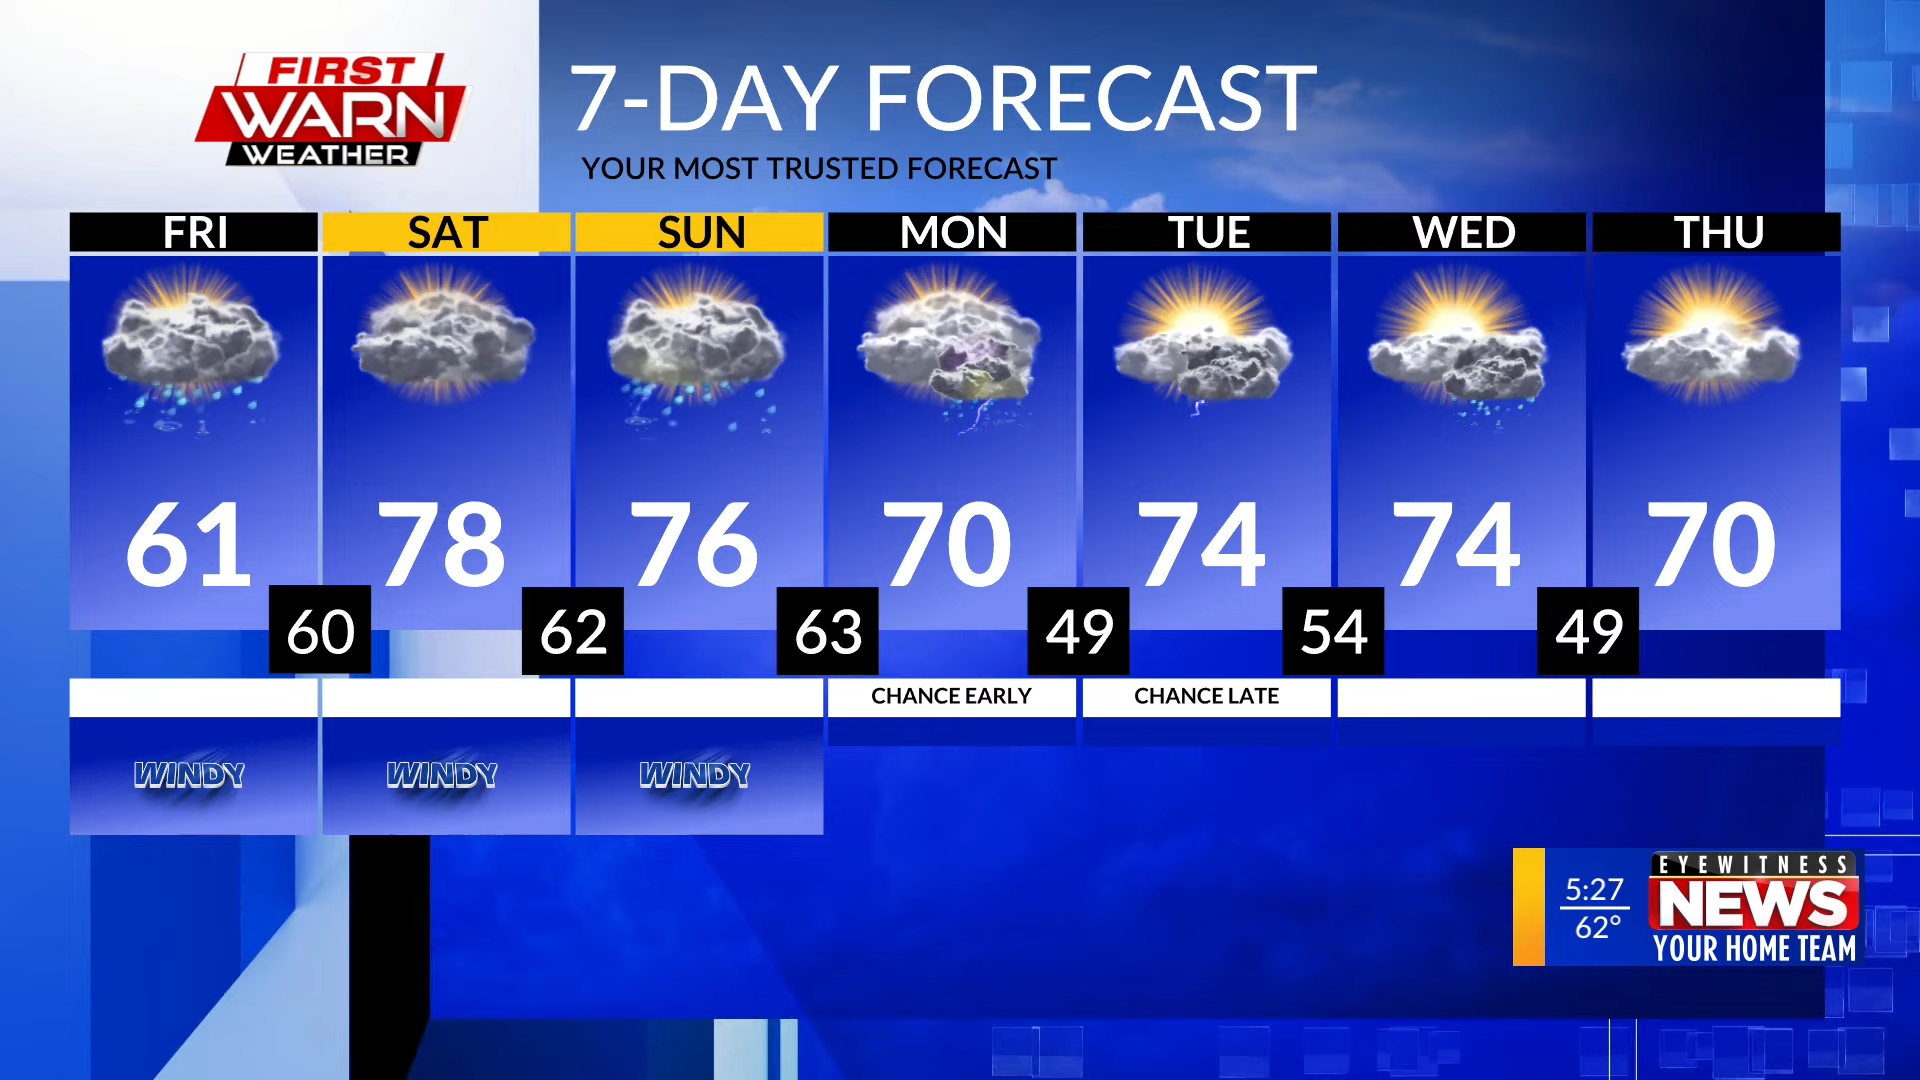 FIRST
WARN
WEATHER
7-DAY FORECAST
YOUR MOST TRUSTED FORECAST
FRI SAT SUN MON TUE WED THU
61 78 76 70 74 74 70
60 62 63 49 54 49
CHANCE EARLY CHANCE LATE
WINDY WINDY WINDY
5:27
62°
EYEWITNESS
NEWS
YOUR HOME TEAM